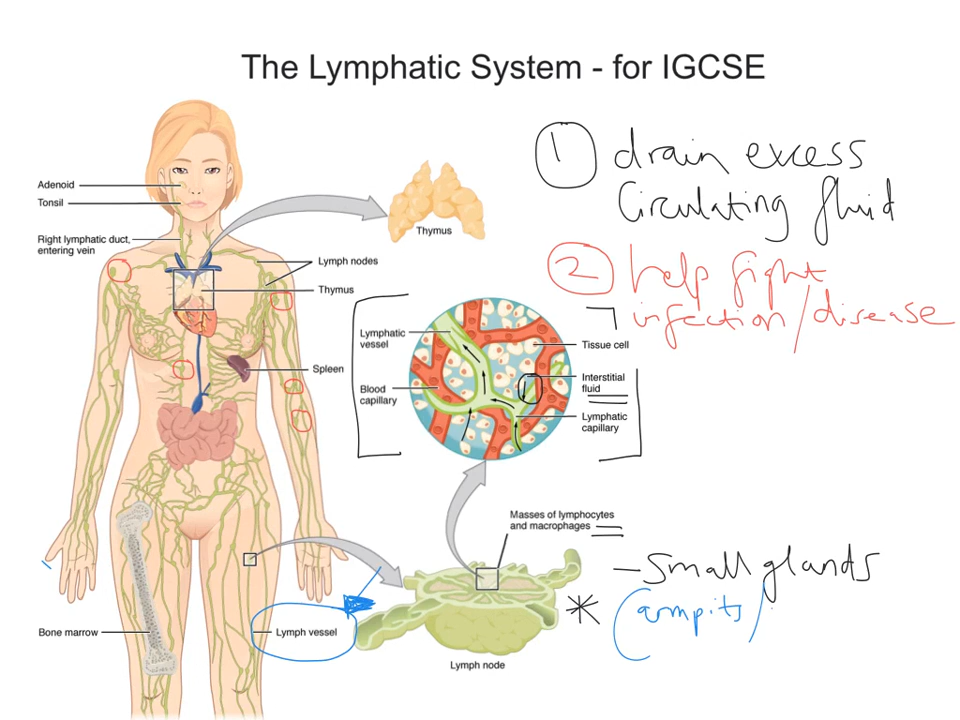 The Lymphatic System - for IGCSE
① drain excess
circulating fluid
② help fight
infection/disease
Adenoid
Tonsil
Right lymphatic duct,
entering vein
Thymus
Lymph nodes
Thymus
Spleen
Lymphatic
vessel
Blood
capillary
Tissue cell
Interstitial
fluid
Lymphatic
capillary
Masses of lymphocytes
and macrophages
- Small glands
* (armpits)
Bone marrow
Lymph vessel
Lymph node